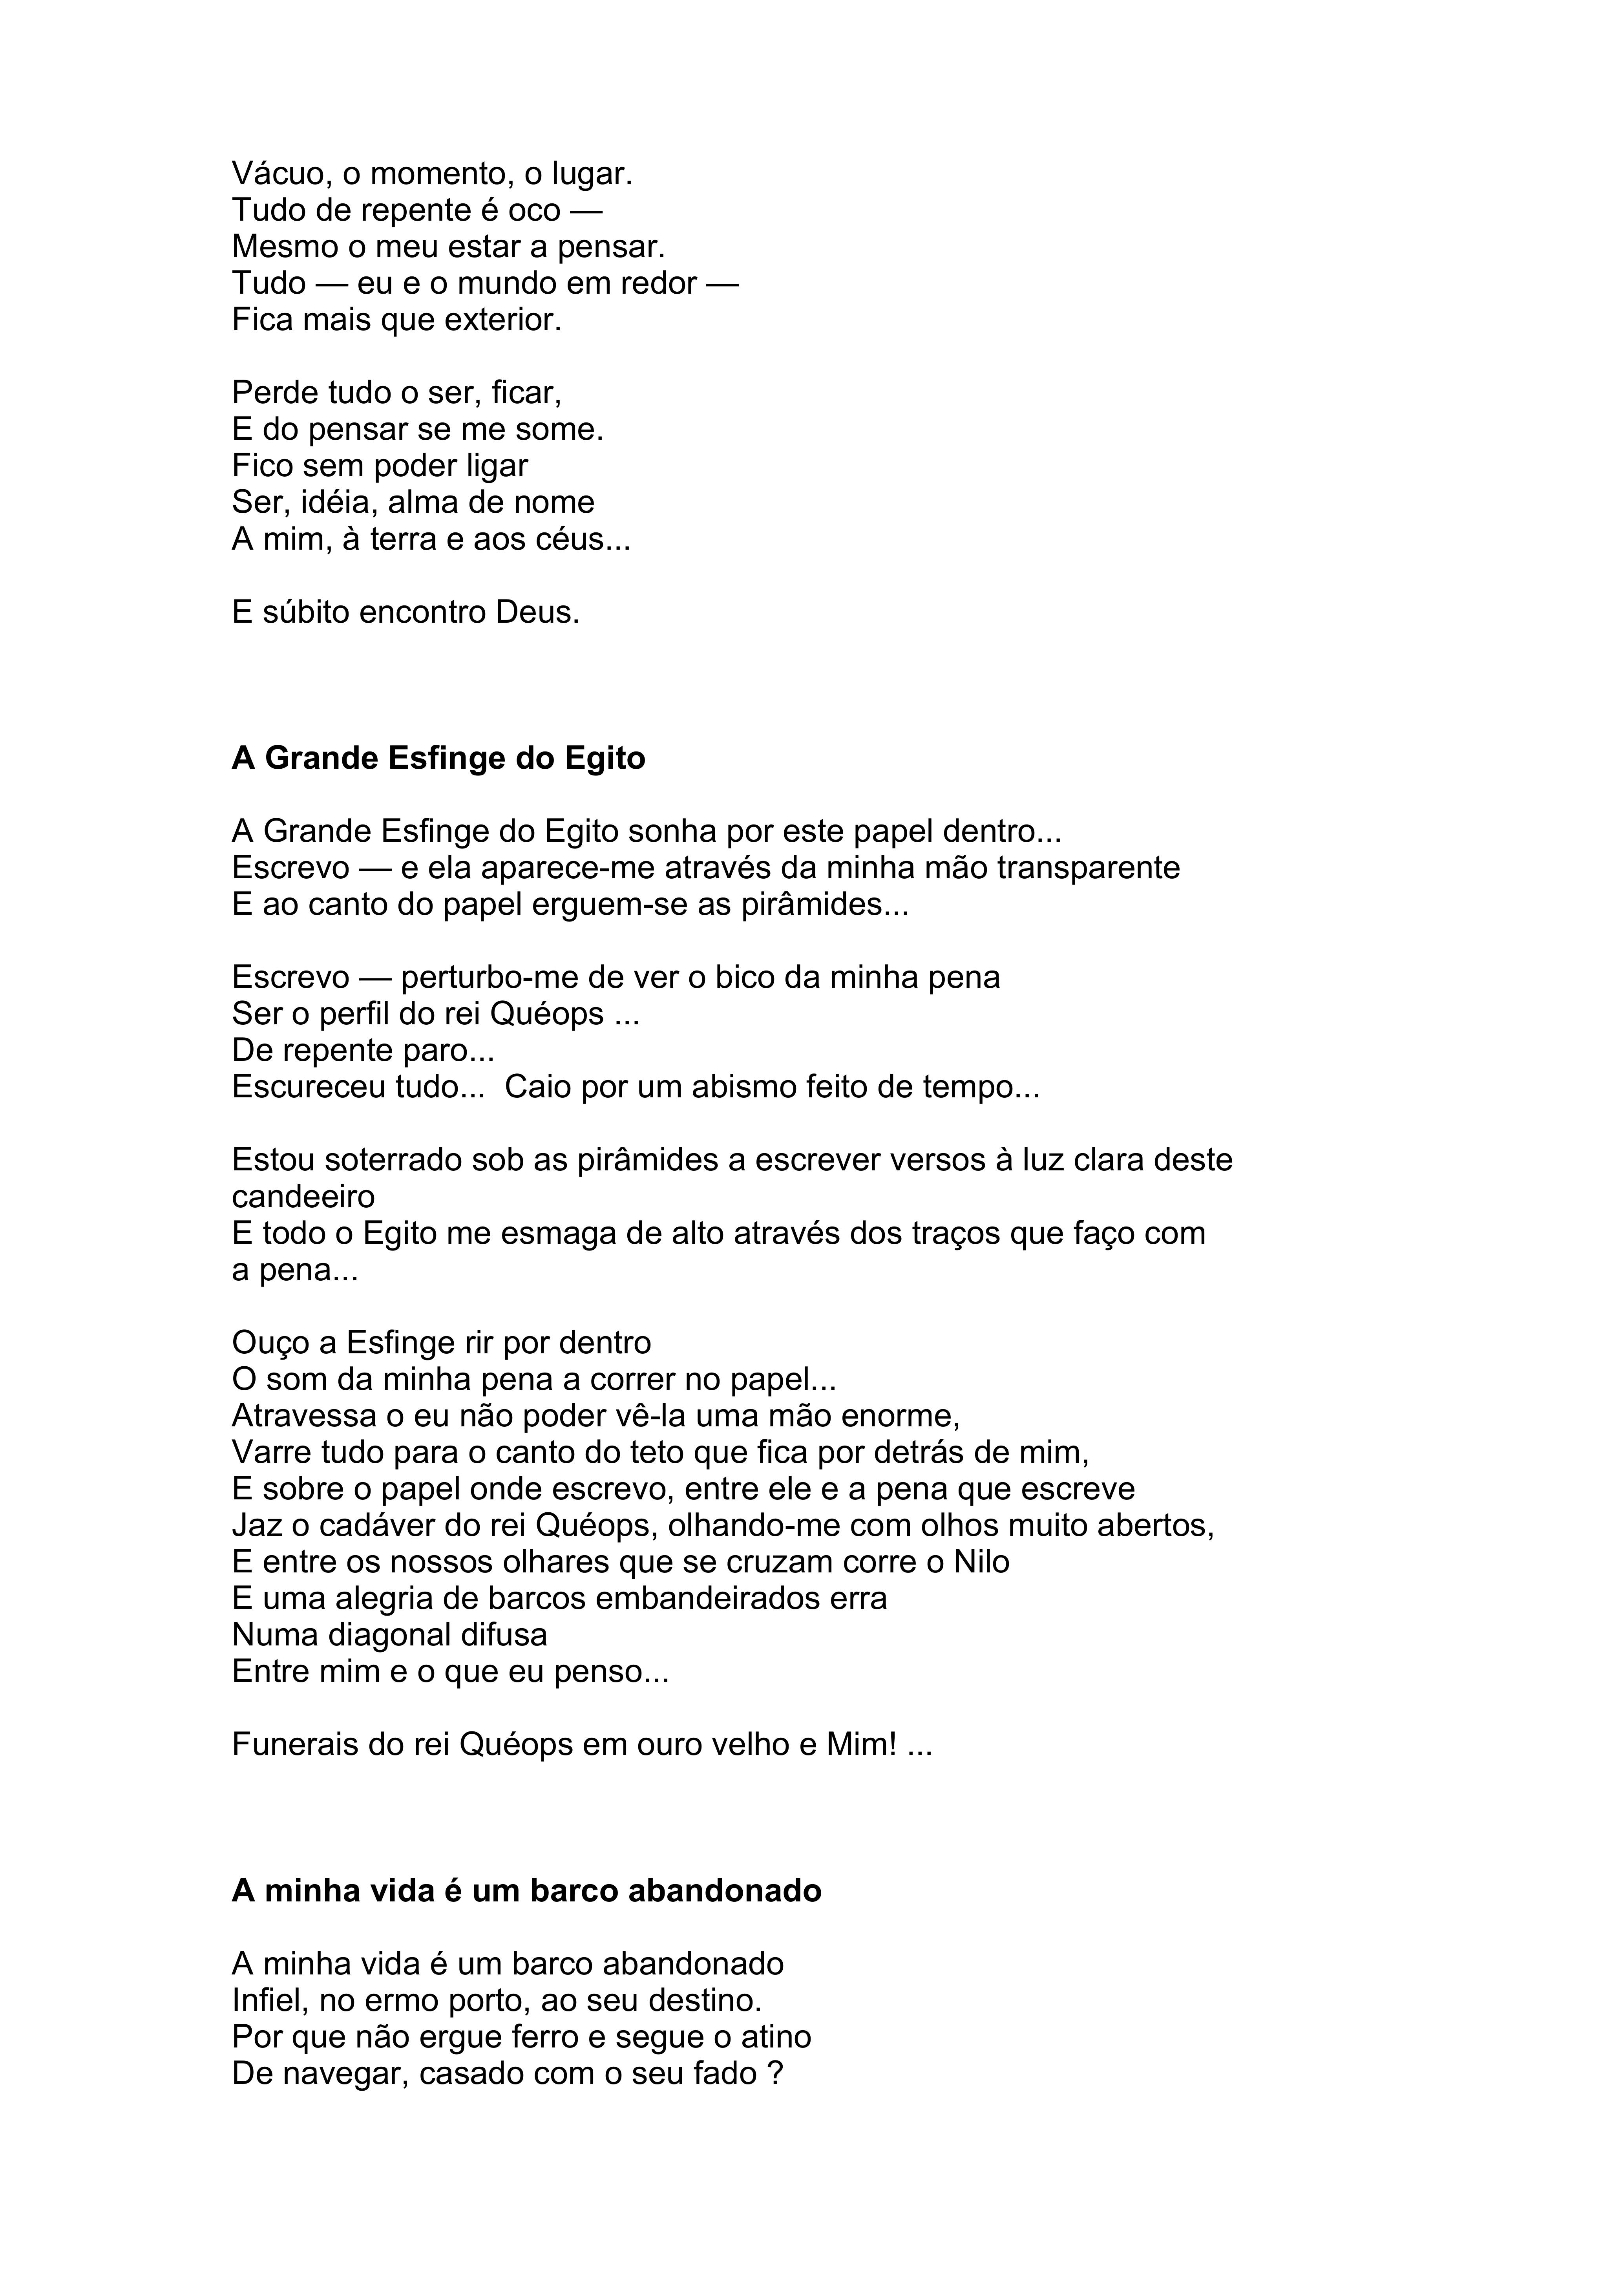 Vácuo, o momento, o lugar.
Tudo de repente é oco —
Mesmo o meu estar a pensar.
Tudo — eu e o mundo em redor —
Fica mais que exterior.

Perde tudo o ser, ficar,
E do pensar se me some.
Fico sem poder ligar
Ser, idéia, alma de nome
A mim, à terra e aos céus...

E súbito encontro Deus.

A Grande Esfinge do Egito

A Grande Esfinge do Egito sonha por este papel dentro...
Escrevo — e ela aparece-me através da minha mão transparente
E ao canto do papel erguem-se as pirâmides...

Escrevo — perturbo-me de ver o bico da minha pena
Ser o perfil do rei Quéops ...
De repente paro...
Escureceu tudo...  Caio por um abismo feito de tempo...

Estou soterrado sob as pirâmides a escrever versos à luz clara deste
candeeiro
E todo o Egito me esmaga de alto através dos traços que faço com
a pena...

Ouço a Esfinge rir por dentro
O som da minha pena a correr no papel...
Atravessa o eu não poder vê-la uma mão enorme,
Varre tudo para o canto do teto que fica por detrás de mim,
E sobre o papel onde escrevo, entre ele e a pena que escreve
Jaz o cadáver do rei Quéops, olhando-me com olhos muito abertos,
E entre os nossos olhares que se cruzam corre o Nilo
E uma alegria de barcos embandeirados erra
Numa diagonal difusa
Entre mim e o que eu penso...

Funerais do rei Quéops em ouro velho e Mim! ...

A minha vida é um barco abandonado

A minha vida é um barco abandonado
Infiel, no ermo porto, ao seu destino.
Por que não ergue ferro e segue o atino
De navegar, casado com o seu fado ?